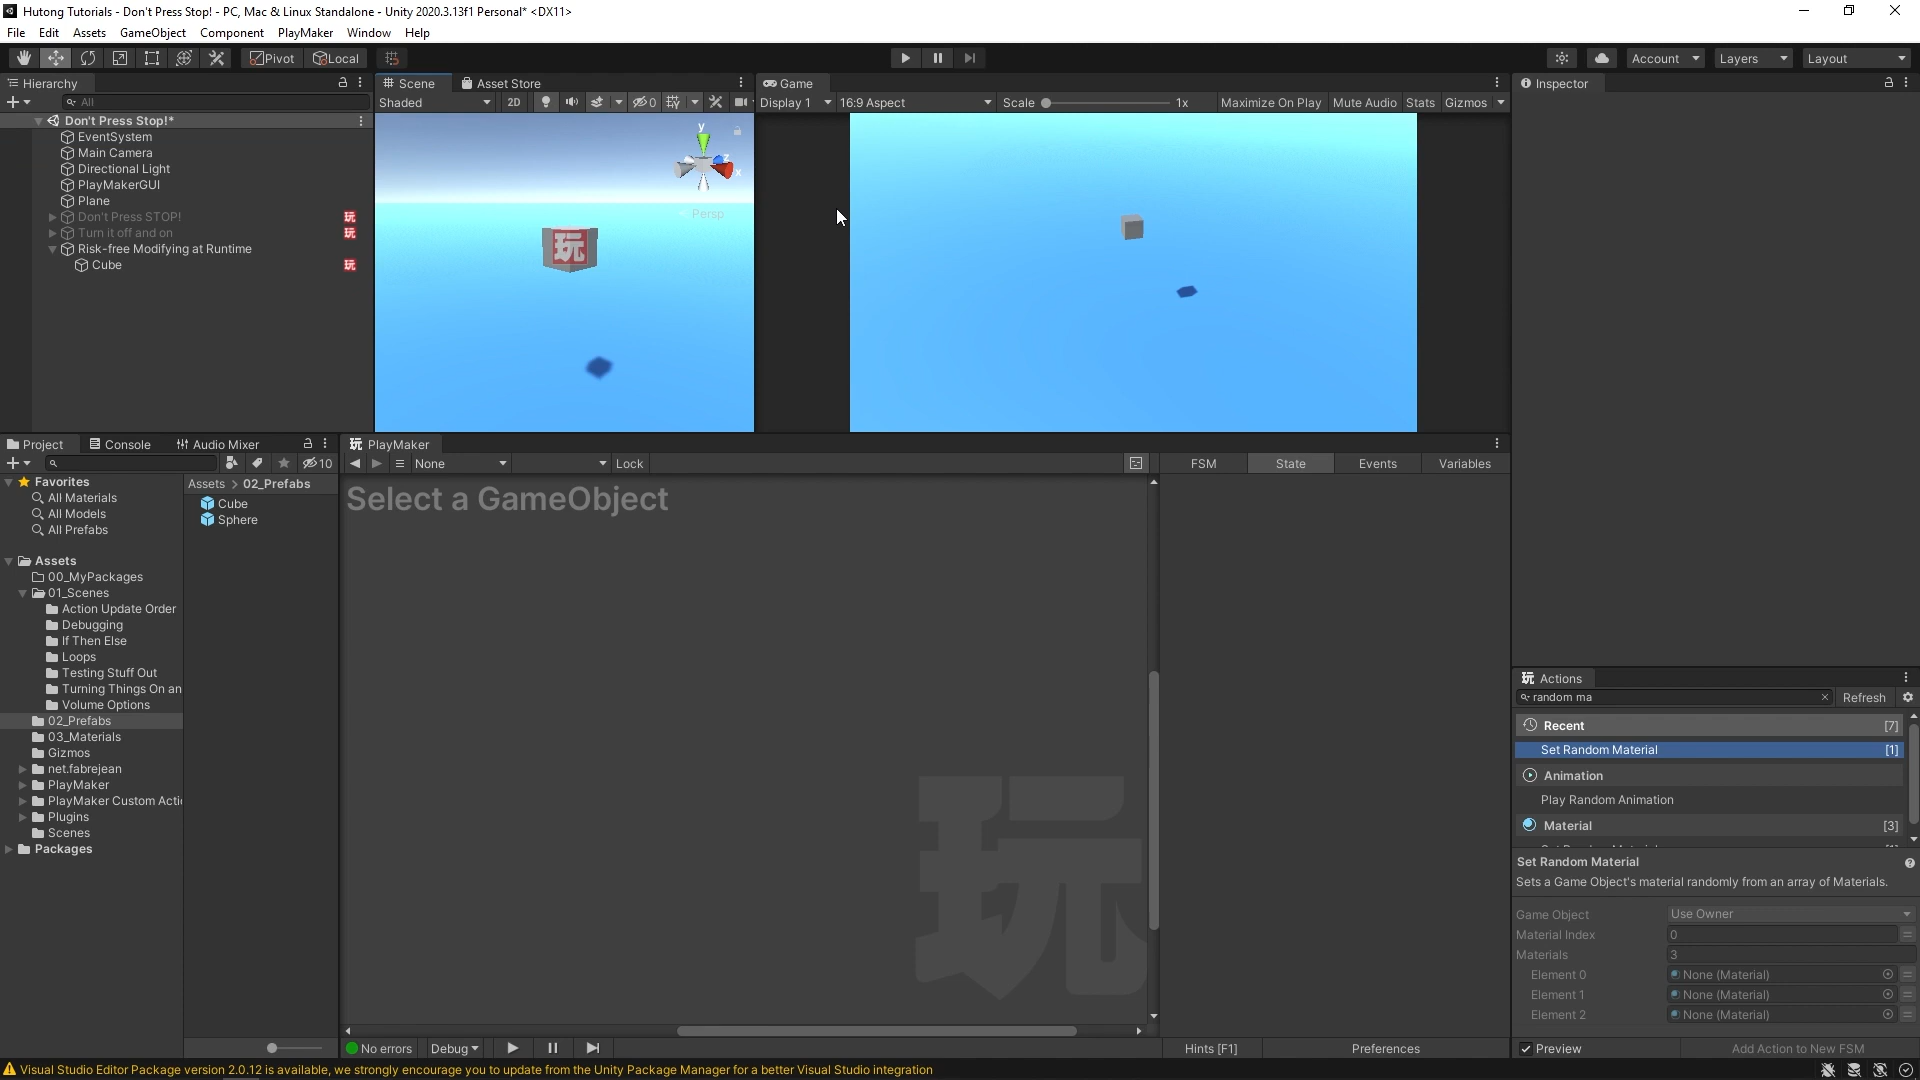 Hutong Tutorials - Don't Press Stop! - PC, Mac & Linux Standalone - Unity 2020.3.13f1 Personal* <DX11>
File Edit Assets GameObject Component PlayMaker Window Help
Pivot Local Account Layers Layout
Hierarchy
All
Don't Press Stop!*
EventSystem
Main Camera
Directional Light
PlayMakerGUI
Plane
Don't Press STOP! 玩
Turn it off and on 玩
Risk-free Modifying at Runtime
Cube 玩
Scene Asset Store
Shaded 2D 0
y
z
x
Persp
玩
Game
Display 1 16:9 Aspect Scale 1x Maximize On Play Mute Audio Stats Gizmos
Inspector
Project Console Audio Mixer
10
Favorites
All Materials
All Models
All Prefabs
Assets
00_MyPackages
01_Scenes
Action Update Order
Debugging
If Then Else
Loops
Testing Stuff Out
Turning Things On an
Volume Options
02_Prefabs
03_Materials
Gizmos
net.fabrejean
PlayMaker
PlayMaker Custom Acti
Plugins
Scenes
Packages
Assets > 02_Prefabs
Cube
Sphere
玩 PlayMaker
None Lock FSM State Events Variables
Select a GameObject
玩
No errors Debug Hints [F1] Preferences
玩 Actions
random ma Refresh
Recent [7]
Set Random Material [1]
Animation
Play Random Animation
Material [3]
Set Random Material
Sets a Game Object's material randomly from an array of Materials.
Game Object Use Owner
Material Index 0
Materials 3
Element 0 None (Material)
Element 1 None (Material)
Element 2 None (Material)
Preview Add Action to New FSM
Visual Studio Editor Package version 2.0.12 is available, we strongly encourage you to update from the Unity Package Manager for a better Visual Studio integration